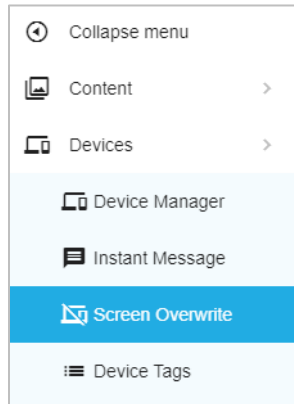 Collapse menu
Content
Devices
Device Manager
Instant Message
Screen Overwrite
Device Tags